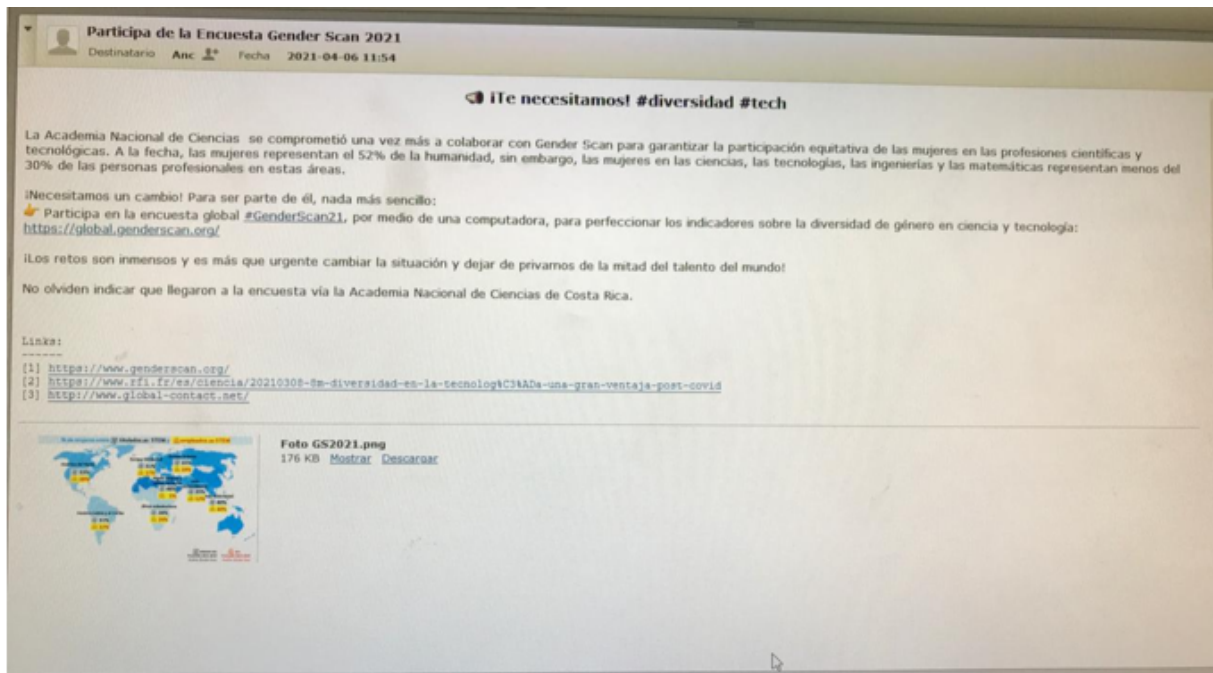 Participa de la Encuesta Gender Scan 2021
Destinatario Anc Fecha 2021-04-06 11:54
¡Te necesitamos! #diversidad #tech
La Academia Nacional de Ciencias se comprometió una vez más a colaborar con Gender Scan para garantizar la participación equitativa de las mujeres en las profesiones científicas y
tecnológicas. A la fecha, las mujeres representan el 52% de la humanidad, sin embargo, las mujeres en las ciencias, las tecnologías, las ingenierías y las matemáticas representan menos del
30% de las personas profesionales en estas áreas.
¡Necesitamos un cambio! Para ser parte de él, nada más sencillo:
👉 Participa en la encuesta global #GenderScan21, por medio de una computadora, para perfeccionar los indicadores sobre la diversidad de género en ciencia y tecnología:
https://global.genderscan.org/
¡Los retos son inmensos y es más que urgente cambiar la situación y dejar de privarnos de la mitad del talento del mundo!
No olviden indicar que llegaron a la encuesta vía la Academia Nacional de Ciencias de Costa Rica.
Links:
------
[1] https://www.genderscan.org/
[2] https://www.rfi.fr/es/ciencia/20210308-8m-diversidad-en-la-tecnolog%C3%ADa-una-gran-ventaja-post-covid
[3] http://www.global-contact.net/
Foto GS2021.png
176 KB Mostrar Descargar